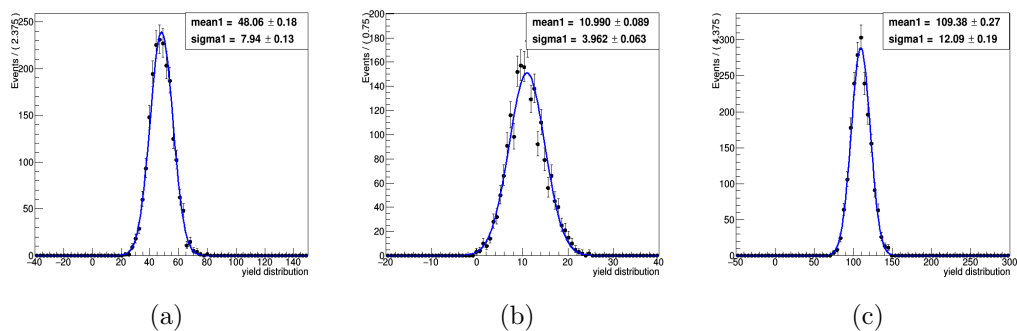 mean1 = 48.06 ± 0.18
sigma1 = 7.94 ± 0.13
Events / ( 2.375 )
250
200
150
100
50
0
−40 −20 0 20 40 60 80 100 120 140
yield distribution
(a)
mean1 = 10.990 ± 0.089
sigma1 = 3.962 ± 0.063
Events / ( 0.75 )
200
180
160
140
120
100
80
60
40
20
0
−20 −10 0 10 20 30 40
yield distribution
(b)
mean1 = 109.38 ± 0.27
sigma1 = 12.09 ± 0.19
Events / ( 4.375 )
300
250
200
150
100
50
0
−50 0 50 100 150 200 250 300
yield distribution
(c)